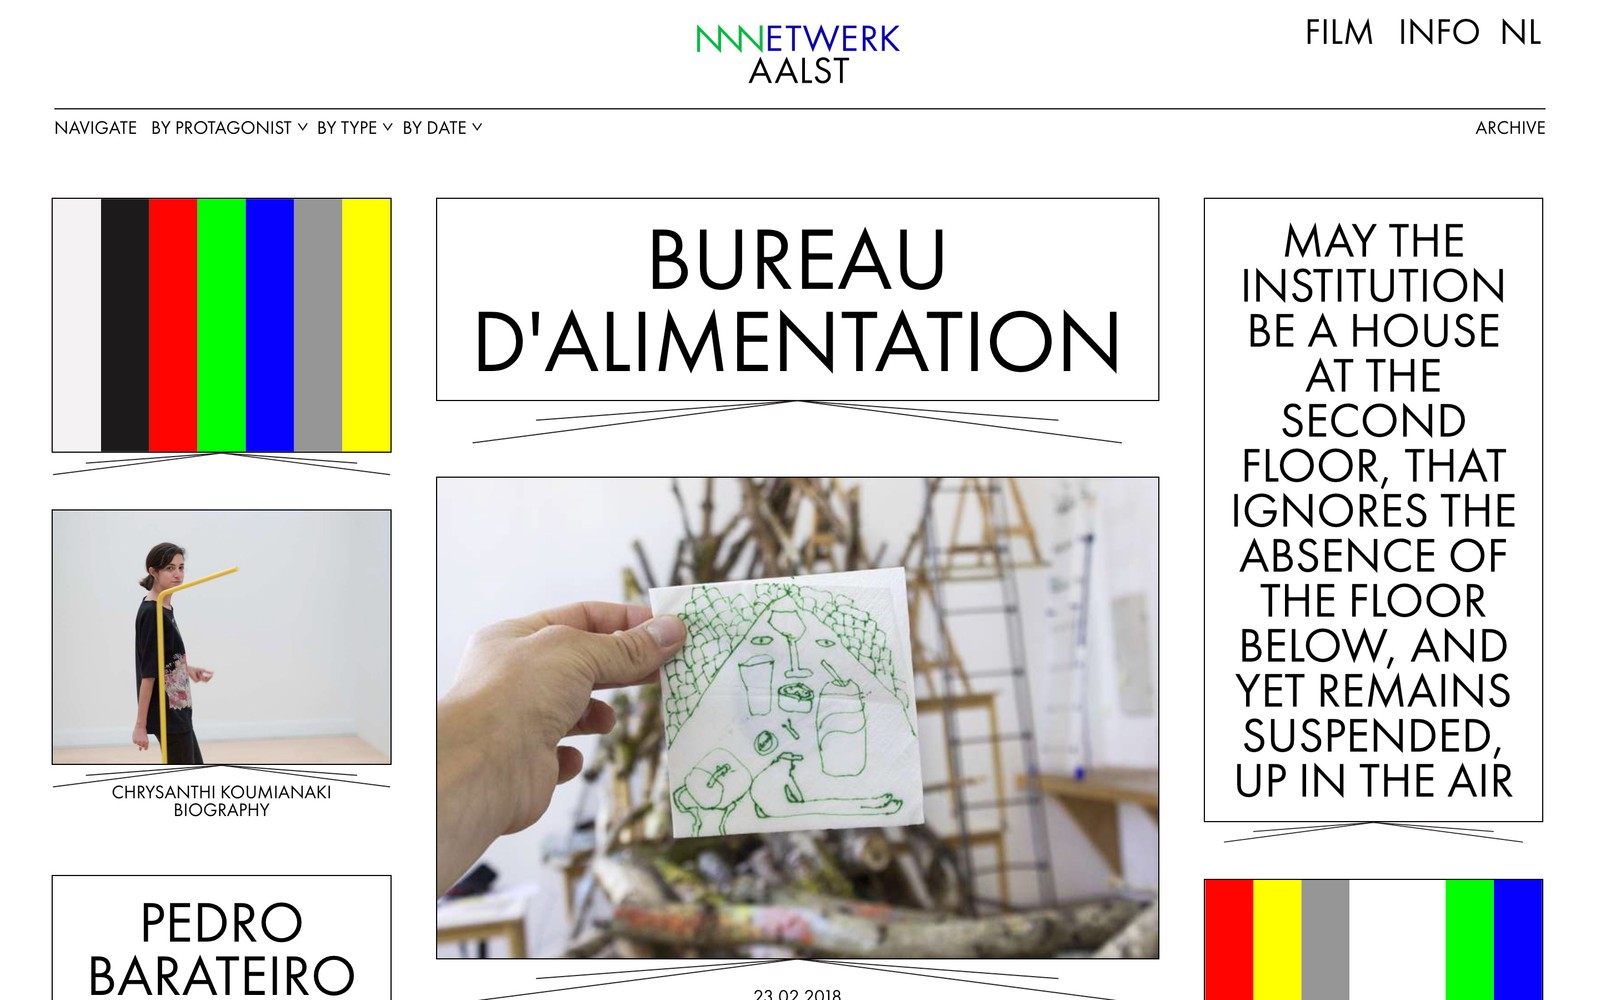 NNNETWERK
AALST
FILM INFO NL
NAVIGATE BY PROTAGONIST BY TYPE BY DATE
ARCHIVE
CHRYSANTHI KOUMIANAKI
BIOGRAPHY
PEDRO
BARATEIRO
BUREAU
D'ALIMENTATION
23.02.2018
MAY THE
INSTITUTION
BE A HOUSE
AT THE
SECOND
FLOOR, THAT
IGNORES THE
ABSENCE OF
THE FLOOR
BELOW, AND
YET REMAINS
SUSPENDED,
UP IN THE AIR